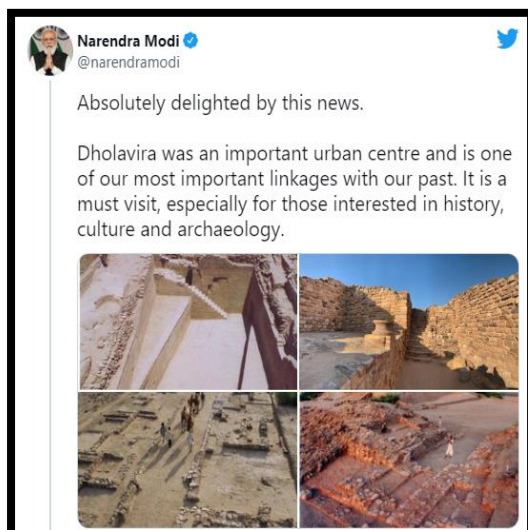 Narendra Modi
@narendramodi
Absolutely delighted by this news.
Dholavira was an important urban centre and is one
of our most important linkages with our past. It is a
must visit, especially for those interested in history,
culture and archaeology.